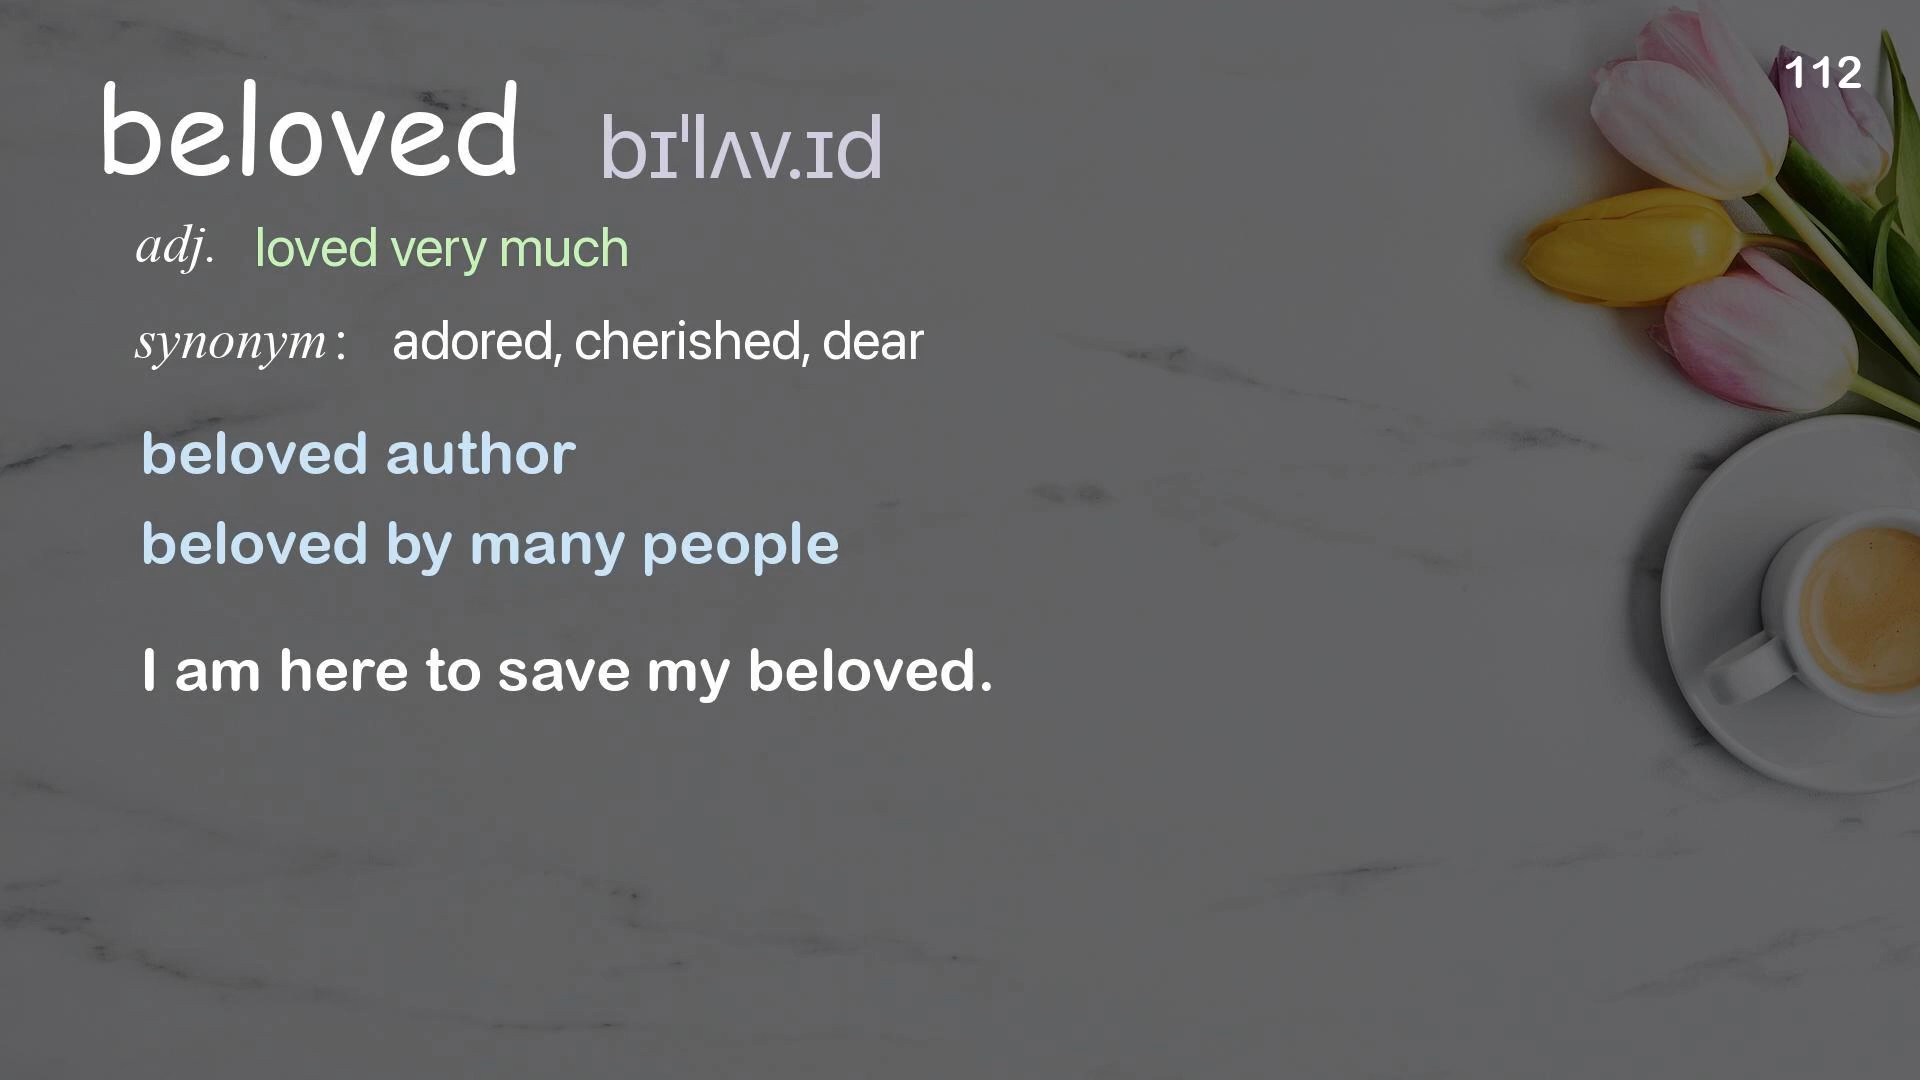 112
beloved bɪˈlʌv.ɪd
adj. loved very much
synonym: adored, cherished, dear
beloved author
beloved by many people
I am here to save my beloved.